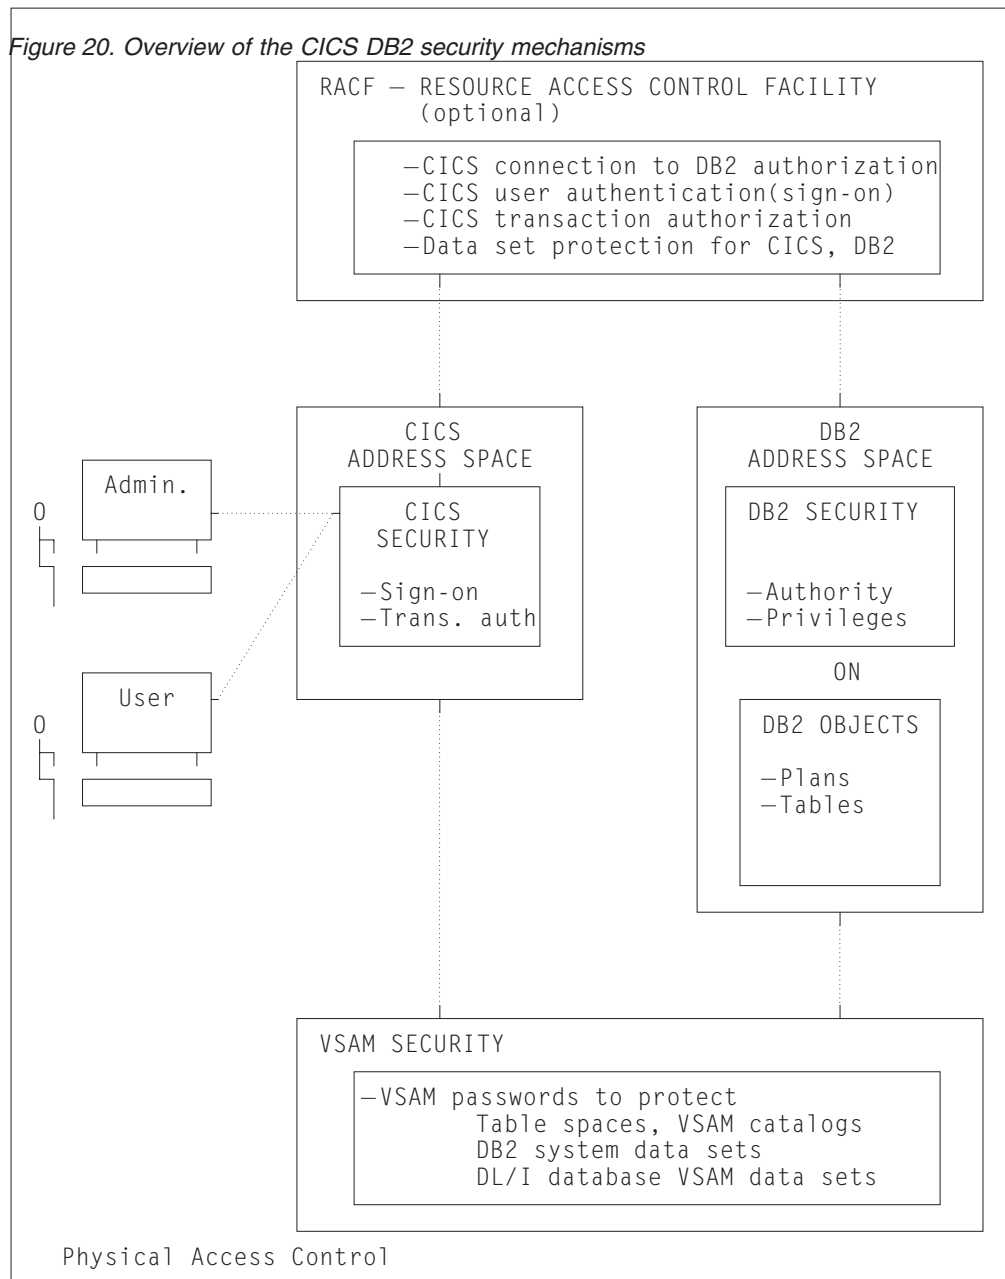 Figure 20. Overview of the CICS DB2 security mechanisms
RACF — RESOURCE ACCESS CONTROL FACILITY
(optional)
—CICS connection to DB2 authorization
—CICS user authentication(sign-on)
—CICS transaction authorization
—Data set protection for CICS, DB2
CICS
ADDRESS SPACE
CICS
SECURITY
—Sign-on
—Trans. auth
DB2
ADDRESS SPACE
DB2 SECURITY
—Authority
—Privileges
ON
DB2 OBJECTS
—Plans
—Tables
Admin.
User
VSAM SECURITY
—VSAM passwords to protect
Table spaces, VSAM catalogs
DB2 system data sets
DL/I database VSAM data sets
Physical Access Control